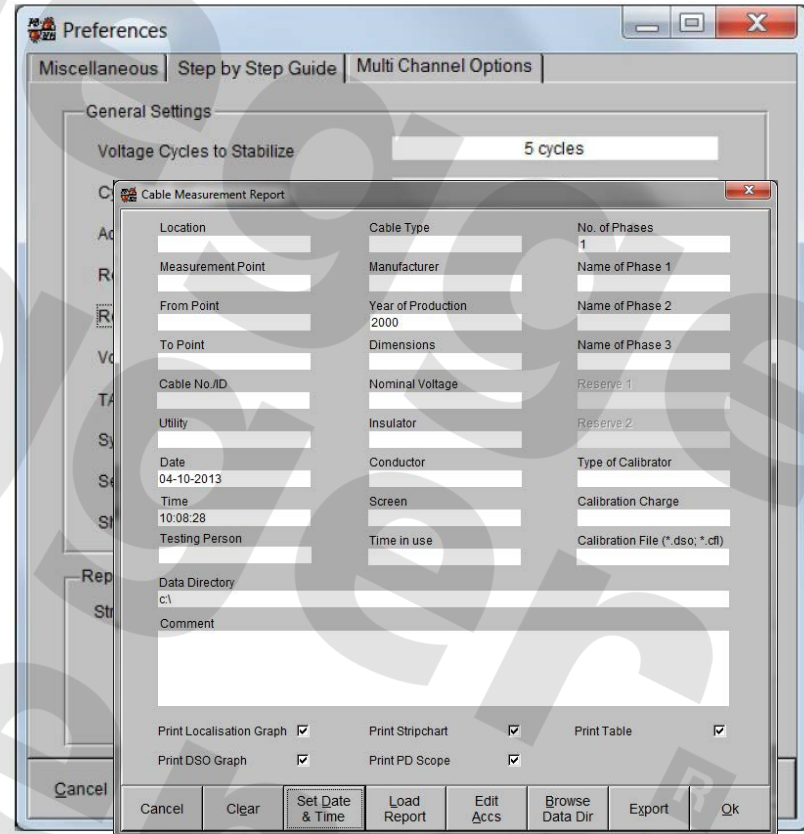 Preferences
Miscellaneous Step by Step Guide Multi Channel Options
General Settings
Voltage Cycles to Stabilize 5 cycles
Cable Measurement Report
Location Cable Type No. of Phases
1
Measurement Point Manufacturer Name of Phase 1
From Point Year of Production Name of Phase 2
2000
To Point Dimensions Name of Phase 3
Cable No./ID Nominal Voltage Reserve 1
Utility Insulator Reserve 2
Date Conductor Type of Calibrator
04-10-2013
Time Screen Calibration Charge
10:08:28
Testing Person Time in use Calibration File (*.dso; *.cfl)
Data Directory
c:\
Comment
Print Localisation Graph Print Stripchart Print Table
Print DSO Graph Print PD Scope
Cancel
Cancel Clear Set Date & Time Load Report Edit Accs Browse Data Dir Export Ok